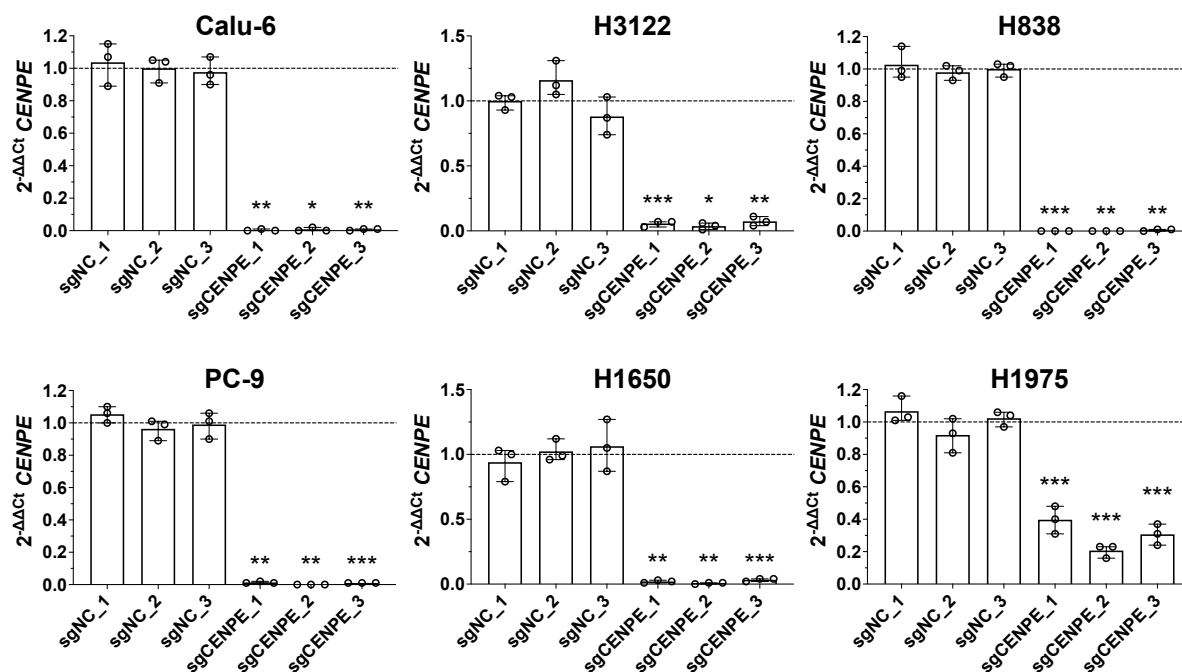 Calu-6
2-ΔΔCt CENPE
1.2
1.0
0.8
0.6
0.4
0.2
0.0
** * **
sgNC_1
sgNC_2
sgNC_3
sgCENPE_1
sgCENPE_2
sgCENPE_3
H3122
2-ΔΔCt CENPE
1.5
1.0
0.5
0.0
*** * **
sgNC_1
sgNC_2
sgNC_3
sgCENPE_1
sgCENPE_2
sgCENPE_3
H838
2-ΔΔCt CENPE
1.2
1.0
0.8
0.6
0.4
0.2
0.0
*** ** **
sgNC_1
sgNC_2
sgNC_3
sgCENPE_1
sgCENPE_2
sgCENPE_3
PC-9
2-ΔΔCt CENPE
1.2
1.0
0.8
0.6
0.4
0.2
0.0
** ** ***
sgNC_1
sgNC_2
sgNC_3
sgCENPE_1
sgCENPE_2
sgCENPE_3
H1650
2-ΔΔCt CENPE
1.5
1.0
0.5
0.0
** ** ***
sgNC_1
sgNC_2
sgNC_3
sgCENPE_1
sgCENPE_2
sgCENPE_3
H1975
2-ΔΔCt CENPE
1.2
1.0
0.8
0.6
0.4
0.2
0.0
*** *** ***
sgNC_1
sgNC_2
sgNC_3
sgCENPE_1
sgCENPE_2
sgCENPE_3